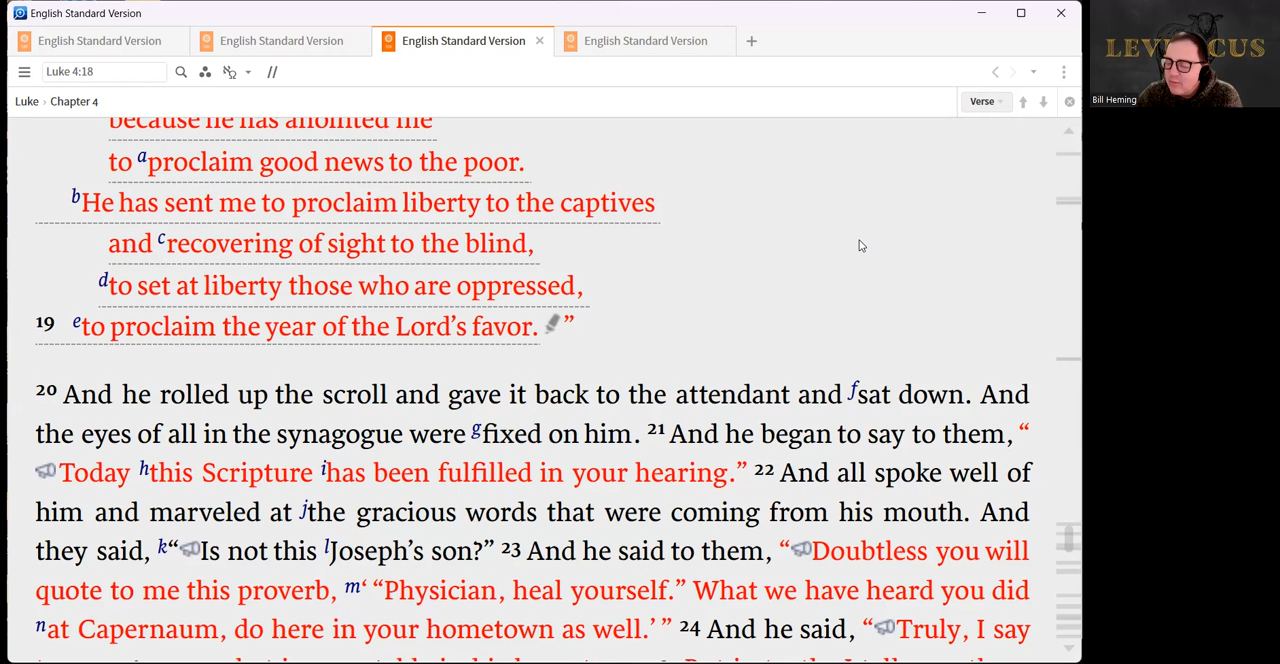 English Standard Version
English Standard Version
English Standard Version
English Standard Version
English Standard Version
Luke 4:18
Luke › Chapter 4
Verse
because he has anointed me
to a proclaim good news to the poor.
b He has sent me to proclaim liberty to the captives
and c recovering of sight to the blind,
d to set at liberty those who are oppressed,
19 e to proclaim the year of the Lord's favor. ”
20 And he rolled up the scroll and gave it back to the attendant and f sat down. And
the eyes of all in the synagogue were g fixed on him. 21 And he began to say to them, “
Today h this Scripture i has been fulfilled in your hearing.” 22 And all spoke well of
him and marveled at j the gracious words that were coming from his mouth. And
they said, k “Is not this l Joseph's son?” 23 And he said to them, “Doubtless you will
quote to me this proverb, m ‘ “Physician, heal yourself.” What we have heard you did
n at Capernaum, do here in your hometown as well.’ ” 24 And he said, “Truly, I say
Bill Heming